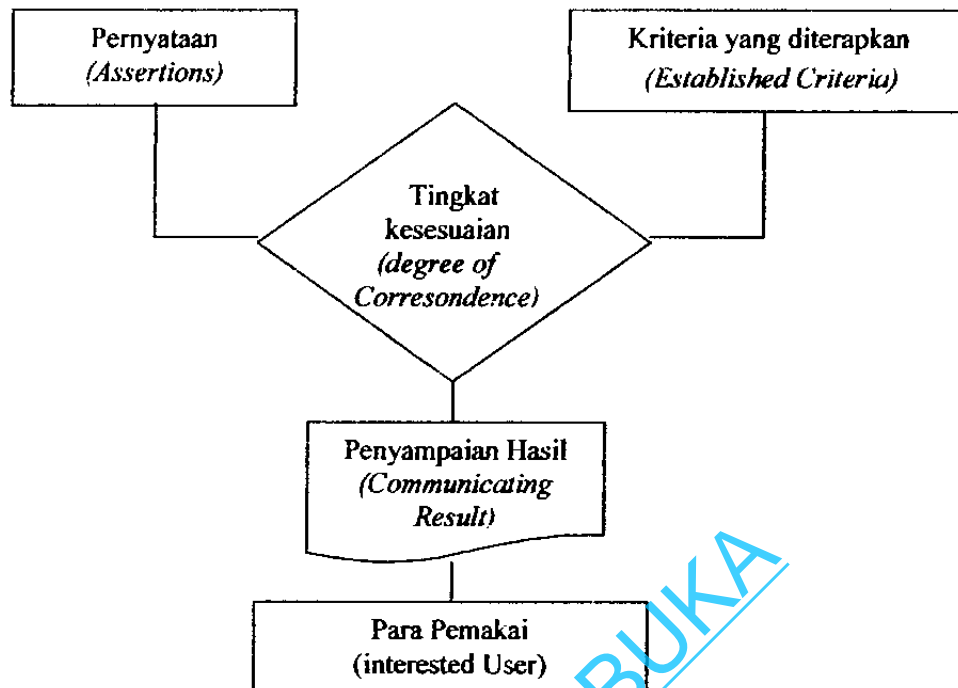 Pernyataan
(Assertions)
Kriteria yang diterapkan
(Established Criteria)
Tingkat
kesesuaian
(degree of
Corresondence)
Penyampaian Hasil
(Communicating
Result)
Para Pemakai
(interested User)
BUKA